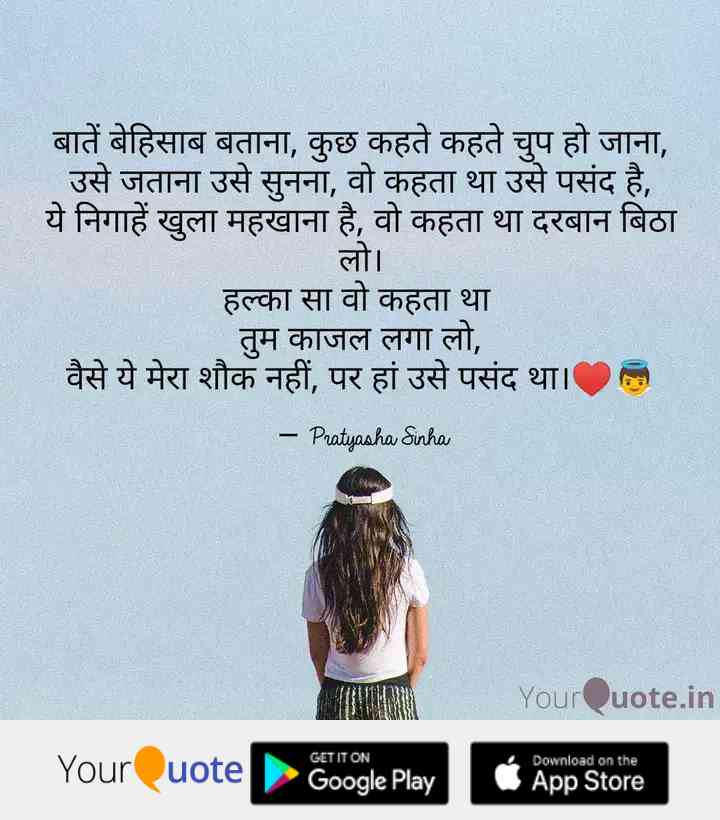 बातें बेहिसाब बताना, कुछ कहते कहते चुप हो जाना,
उसे जताना उसे सुनना, वो कहता था उसे पसंद है,
ये निगाहें खुला महखाना है, वो कहता था दरबान बिठा
लो।
हल्का सा वो कहता था
तुम काजल लगा लो,
वैसे ये मेरा शौक नहीं, पर हां उसे पसंद था।❤️👼
— Pratyasha Sinha
YourQuote.in
YourQuote
GET IT ON
Google Play
Download on the
App Store